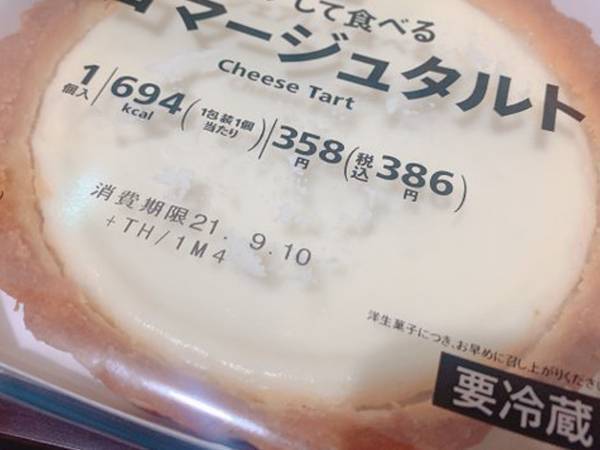 して食べる
マージュタルト
Cheese Tart
1個入 694kcal (1包装1個当たり) 358円 (税込386円)
消費期限21. 9.10
+TH/1M4
洋生菓子につき、お早めに召し上がりください
要冷蔵